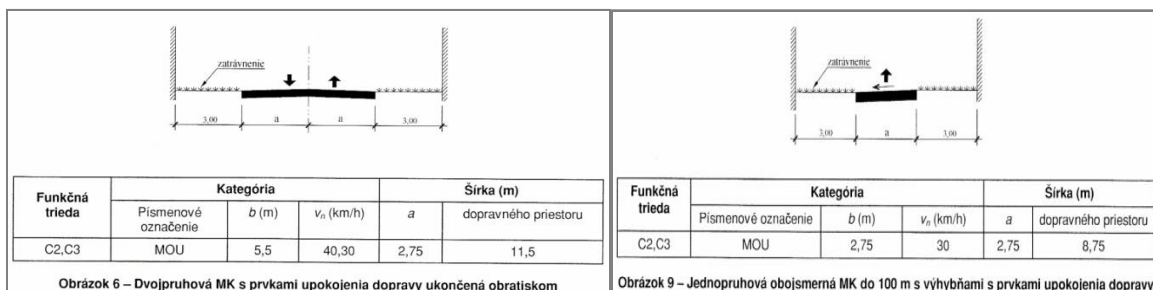 zatrávnenie
3,00 a a 3,00
Funkčná trieda Kategória Šírka (m)
Písmenové označenie b (m) vn (km/h) a dopravného priestoru
C2,C3 MOU 5,5 40,30 2,75 11,5
Obrázok 6 – Dvojpruhová MK s prvkami upokojenia dopravy ukončená obratiskom
zatrávnenie
3,00 a 3,00
Funkčná trieda Kategória Šírka (m)
Písmenové označenie b (m) vn (km/h) a dopravného priestoru
C2,C3 MOU 2,75 30 2,75 8,75
Obrázok 9 – Jednopruhová obojsmerná MK do 100 m s výhybňami s prvkami upokojenia dopravy